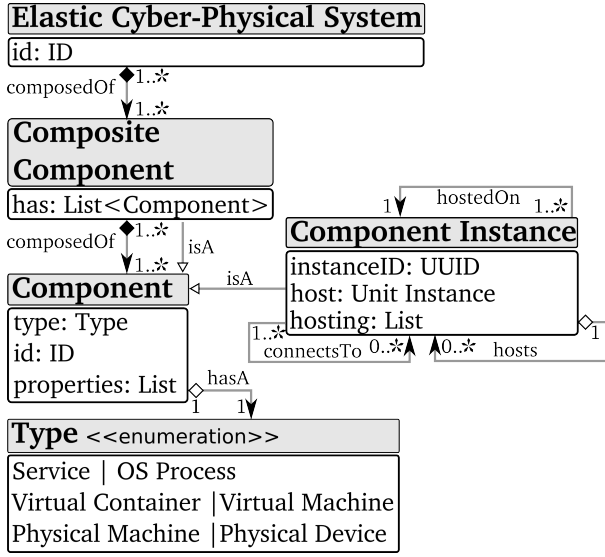 Elastic Cyber-Physical System
id: ID
composedOf
1..*
1..*
Composite
Component
has: List<Component>
composedOf
1..*
1..*
isA
hostedOn
1
1..*
Component Instance
instanceID: UUID
host: Unit Instance
hosting: List
isA
Component
type: Type
id: ID
properties: List
1..*
connectsTo
0..*
0..*
hosts
1
hasA
1
1
Type <<enumeration>>
Service | OS Process
Virtual Container |Virtual Machine
Physical Machine |Physical Device